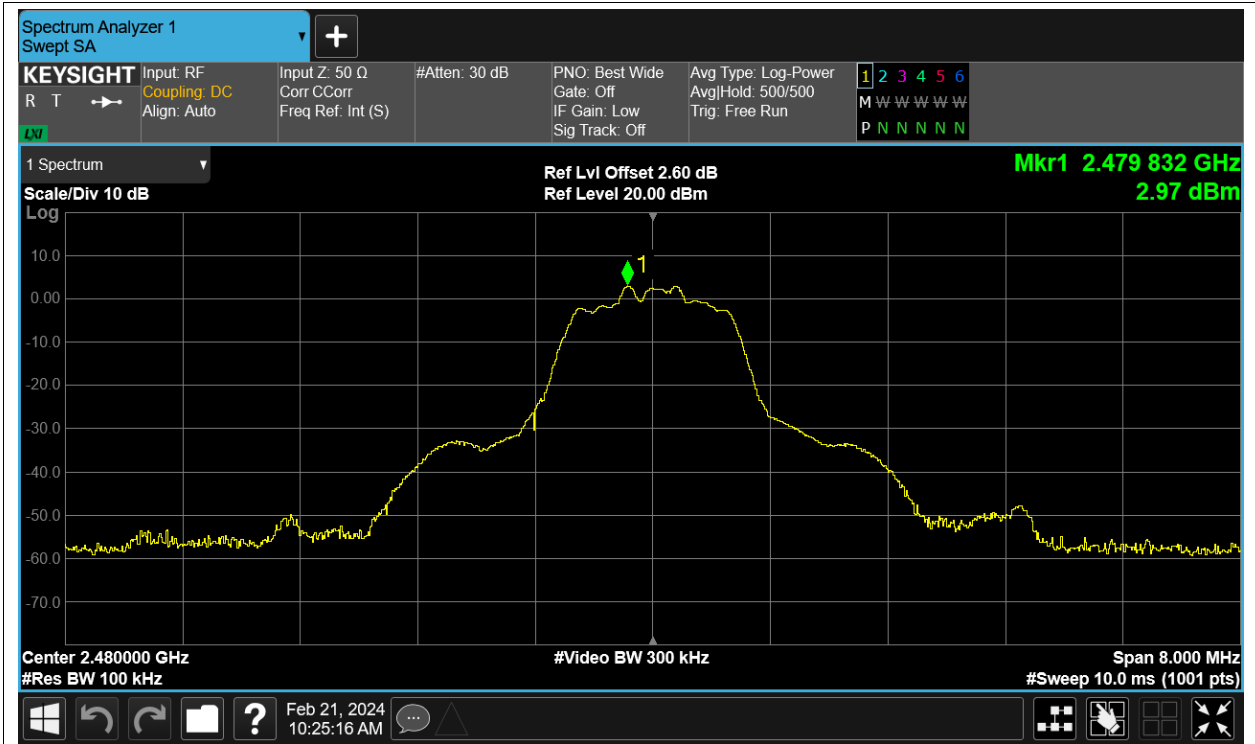 Spectrum Analyzer 1
Swept SA
KEYSIGHT
R T
LXI
Input: RF
Coupling: DC
Align: Auto
Input Z: 50 Ω
Corr CCorr
Freq Ref: Int (S)
#Atten: 30 dB
PNO: Best Wide
Gate: Off
IF Gain: Low
Sig Track: Off
Avg Type: Log-Power
Avg|Hold: 500/500
Trig: Free Run
1 2 3 4 5 6
M W W W W W
P N N N N N
1 Spectrum
Scale/Div 10 dB
Log
Ref Lvl Offset 2.60 dB
Ref Level 20.00 dBm
Mkr1 2.479 832 GHz
2.97 dBm
1
10.0
0.00
-10.0
-20.0
-30.0
-40.0
-50.0
-60.0
-70.0
Center 2.480000 GHz
#Res BW 100 kHz
#Video BW 300 kHz
Span 8.000 MHz
#Sweep 10.0 ms (1001 pts)
?
Feb 21, 2024
10:25:16 AM